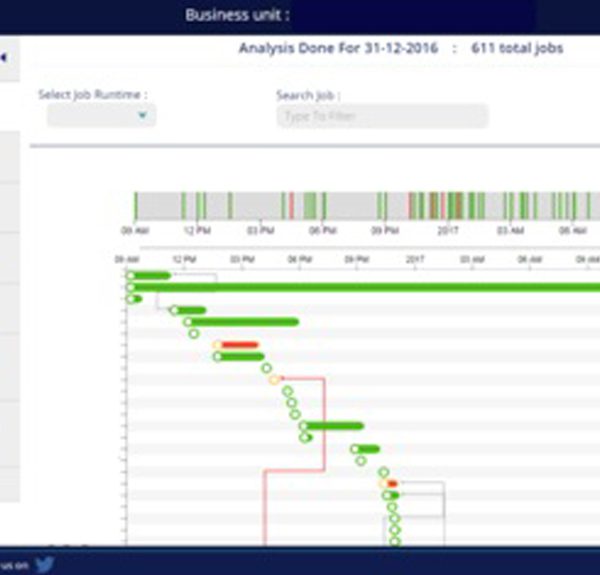 Business unit :
Analysis Done For 31-12-2016 : 611 total jobs
Select Job Runtime :
Search Job :
Type To Filter
09 AM 12 PM 03 PM 06 PM 09 PM 2017 03 AM 06 AM
09 AM 12 PM 03 PM 06 PM 09 PM 2017 03 AM 06 AM 09 AM
us on